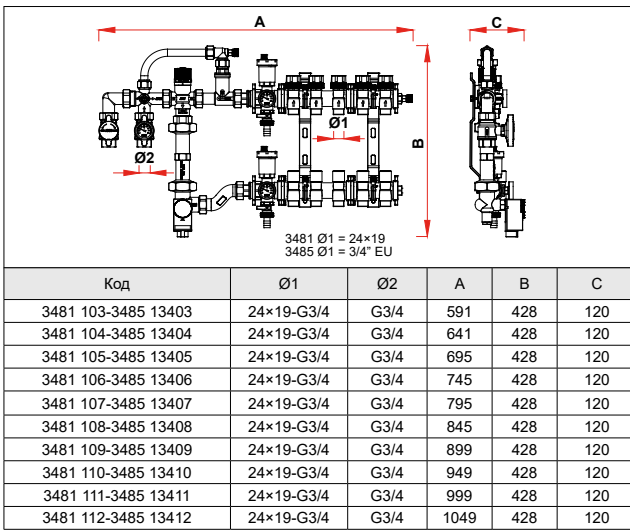 A
C
B
Ø1
Ø2
3481 Ø1 = 24×19
3485 Ø1 = 3/4" EU
Код Ø1 Ø2 A B C
3481 103-3485 13403 24×19-G3/4 G3/4 591 428 120
3481 104-3485 13404 24×19-G3/4 G3/4 641 428 120
3481 105-3485 13405 24×19-G3/4 G3/4 695 428 120
3481 106-3485 13406 24×19-G3/4 G3/4 745 428 120
3481 107-3485 13407 24×19-G3/4 G3/4 795 428 120
3481 108-3485 13408 24×19-G3/4 G3/4 845 428 120
3481 109-3485 13409 24×19-G3/4 G3/4 899 428 120
3481 110-3485 13410 24×19-G3/4 G3/4 949 428 120
3481 111-3485 13411 24×19-G3/4 G3/4 999 428 120
3481 112-3485 13412 24×19-G3/4 G3/4 1049 428 120